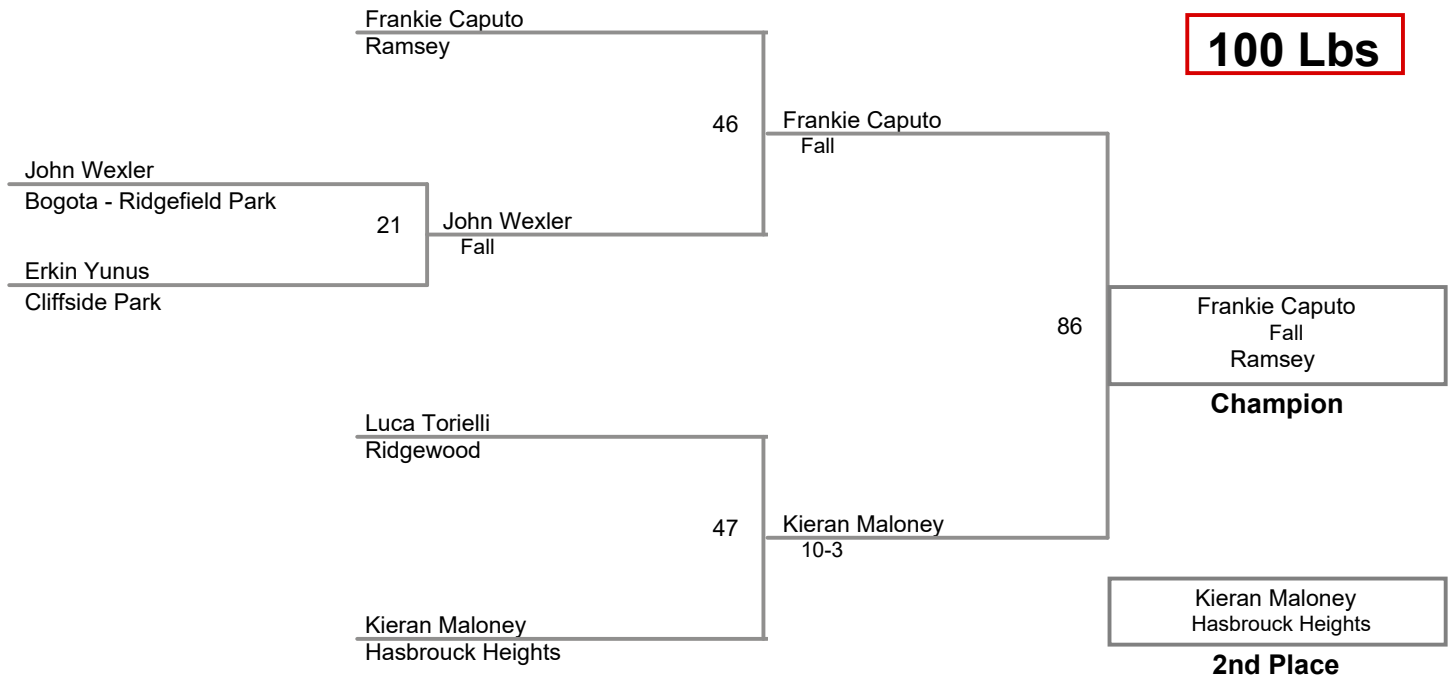 Frankie Caputo
Ramsey
100 Lbs
46
Frankie Caputo
Fall
John Wexler
Bogota - Ridgefield Park
21
John Wexler
Fall
Erkin Yunus
Cliffside Park
86
Frankie Caputo
Fall
Ramsey
Champion
Luca Torielli
Ridgewood
47
Kieran Maloney
10-3
Kieran Maloney
Hasbrouck Heights
Kieran Maloney
Hasbrouck Heights
2nd Place